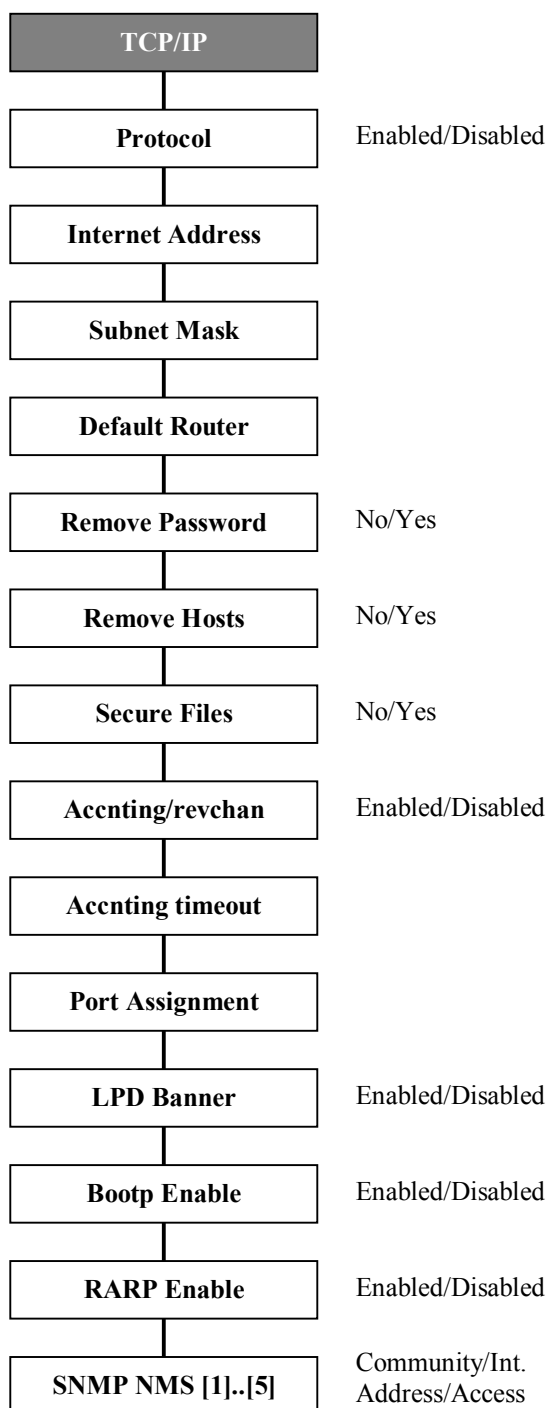 TCP/IP
Protocol Enabled/Disabled
Internet Address
Subnet Mask
Default Router
Remove Password No/Yes
Remove Hosts No/Yes
Secure Files No/Yes
Accnting/revchan Enabled/Disabled
Accnting timeout
Port Assignment
LPD Banner Enabled/Disabled
Bootp Enable Enabled/Disabled
RARP Enable Enabled/Disabled
SNMP NMS [1]..[5]
Community/Int.
Address/Access